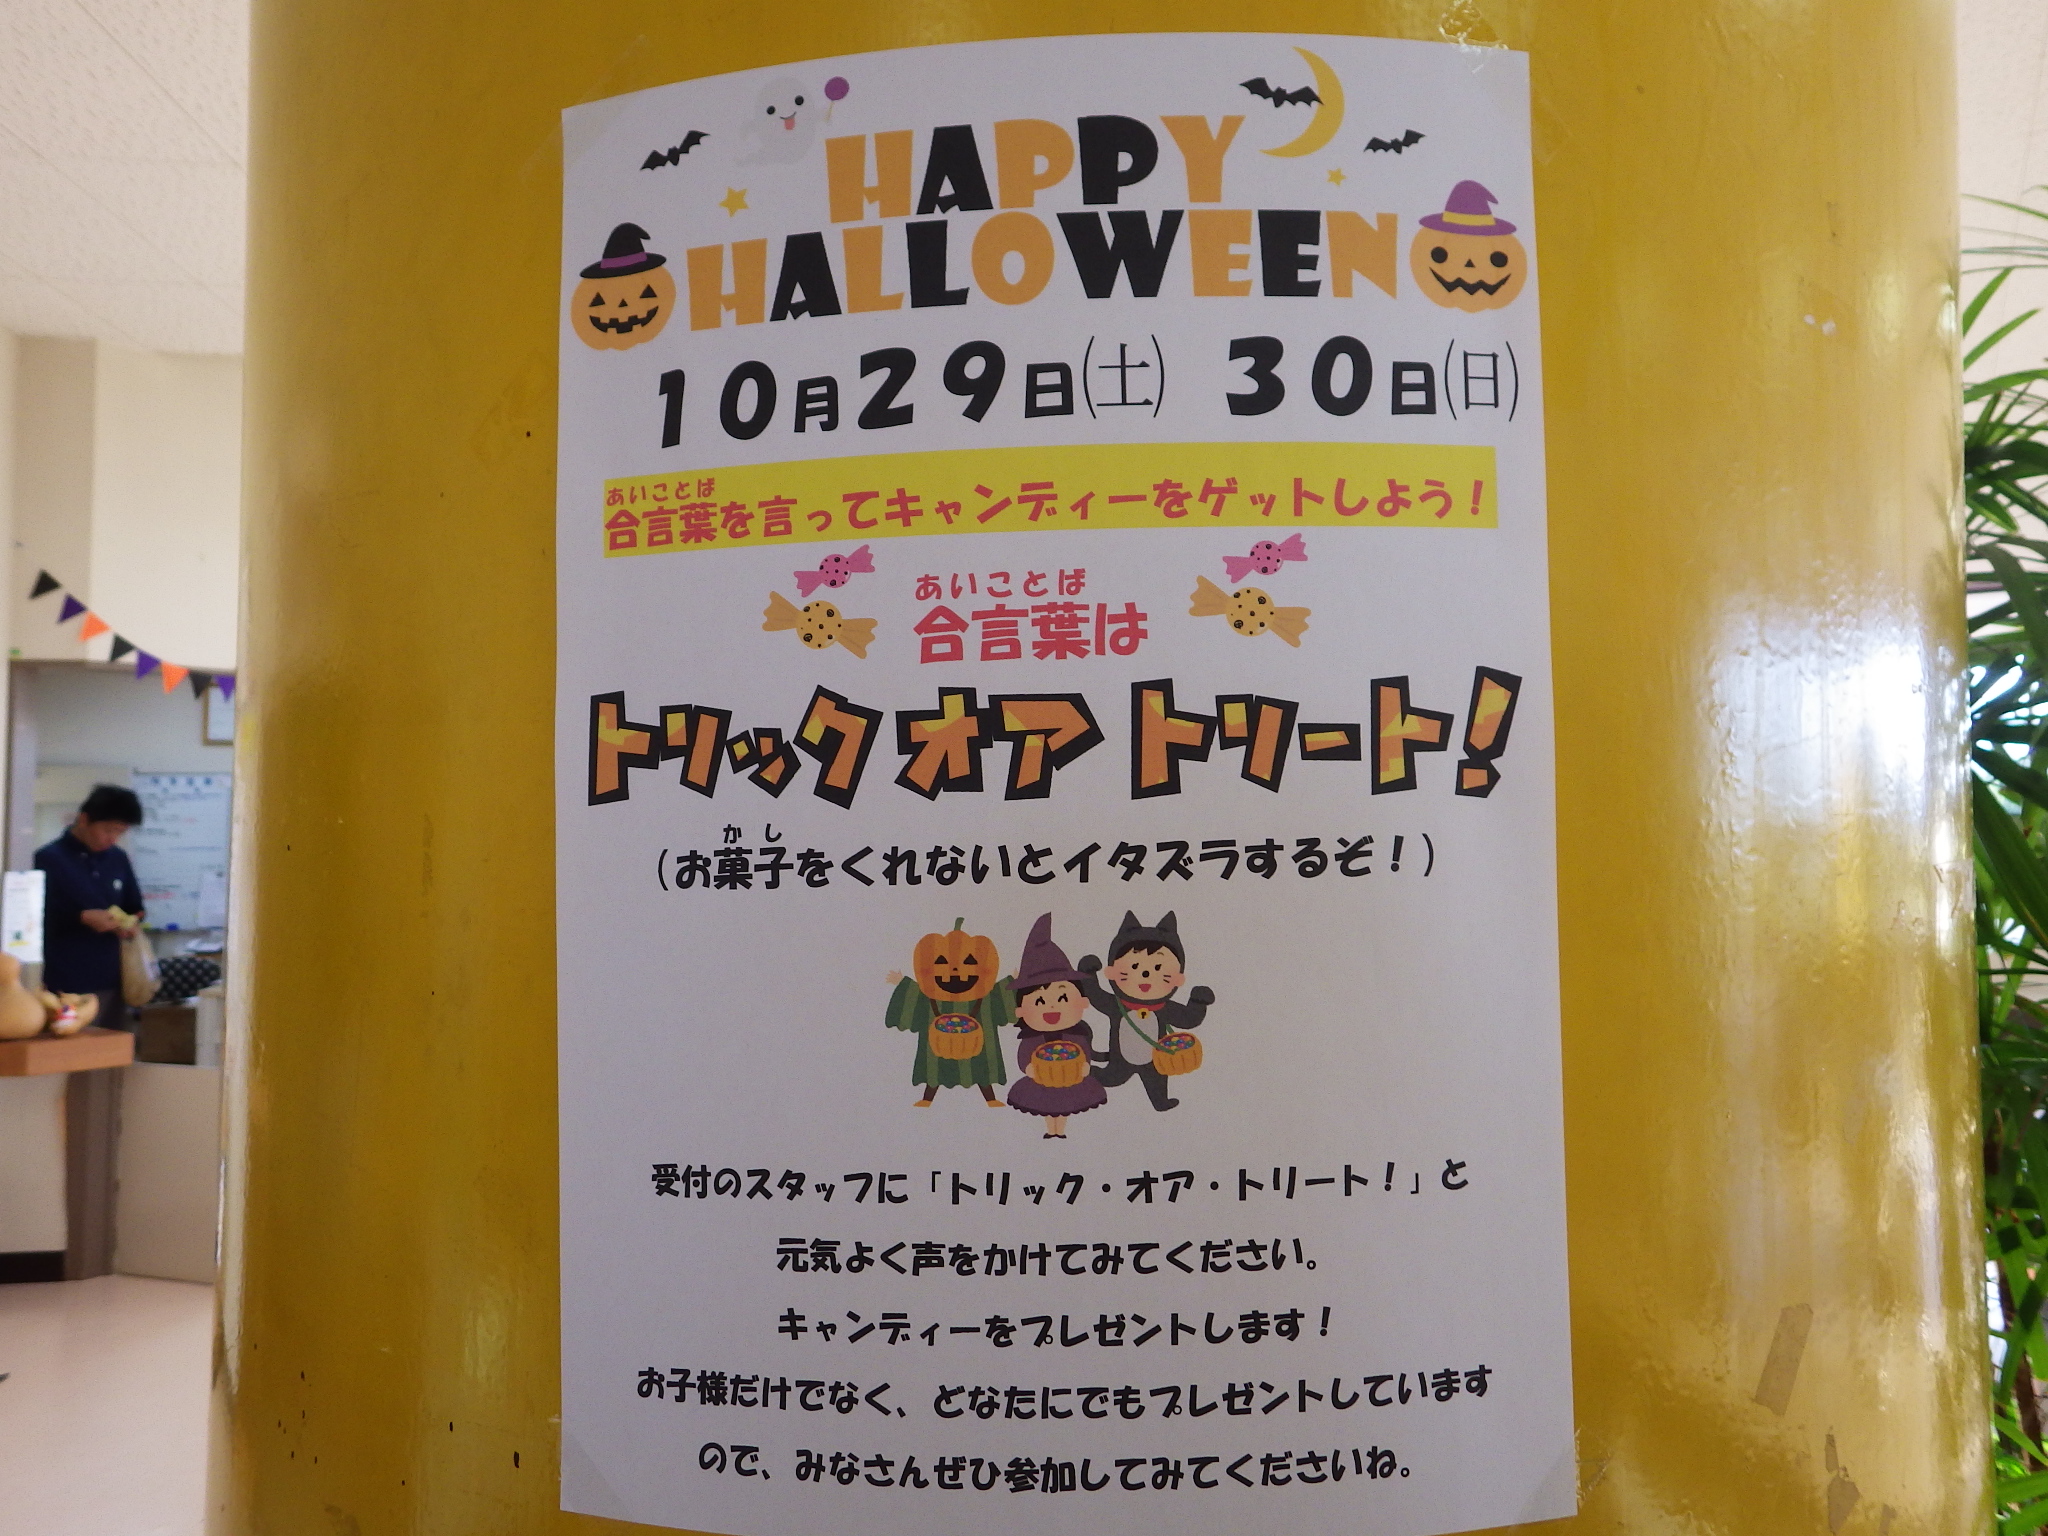 HAPPY
HALLOWEEN
10月29日(土) 30日(日)
あいことば
合言葉を言ってキャンディーをゲットしよう！
あいことば
合言葉は
トリック オア トリート！
かし
（お菓子をくれないとイタズラするぞ！）
受付のスタッフに「トリック・オア・トリート！」と
元気よく声をかけてみてください。
キャンディーをプレゼントします！
お子様だけでなく、どなたにでもプレゼントしています
ので、みなさんぜひ参加してみてくださいね。